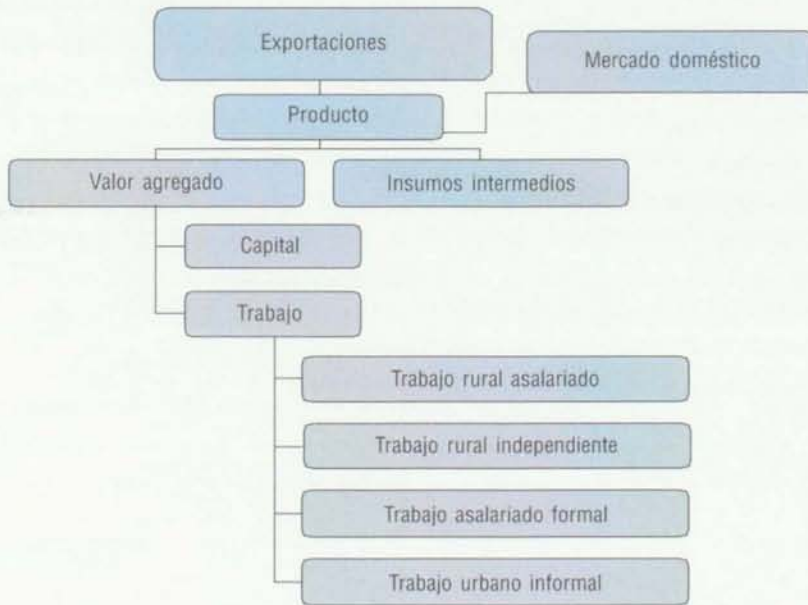 Exportaciones
Mercado doméstico
Producto
Valor agregado
Insumos intermedios
Capital
Trabajo
Trabajo rural asalariado
Trabajo rural independiente
Trabajo asalariado formal
Trabajo urbano informal